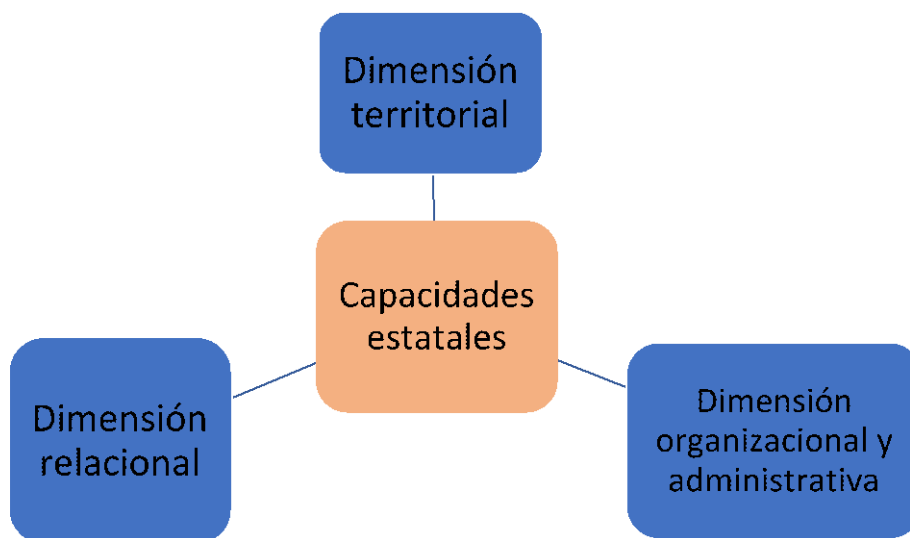 Dimensión
territorial
Capacidades
estatales
Dimensión
relacional
Dimensión
organizacional y
administrativa